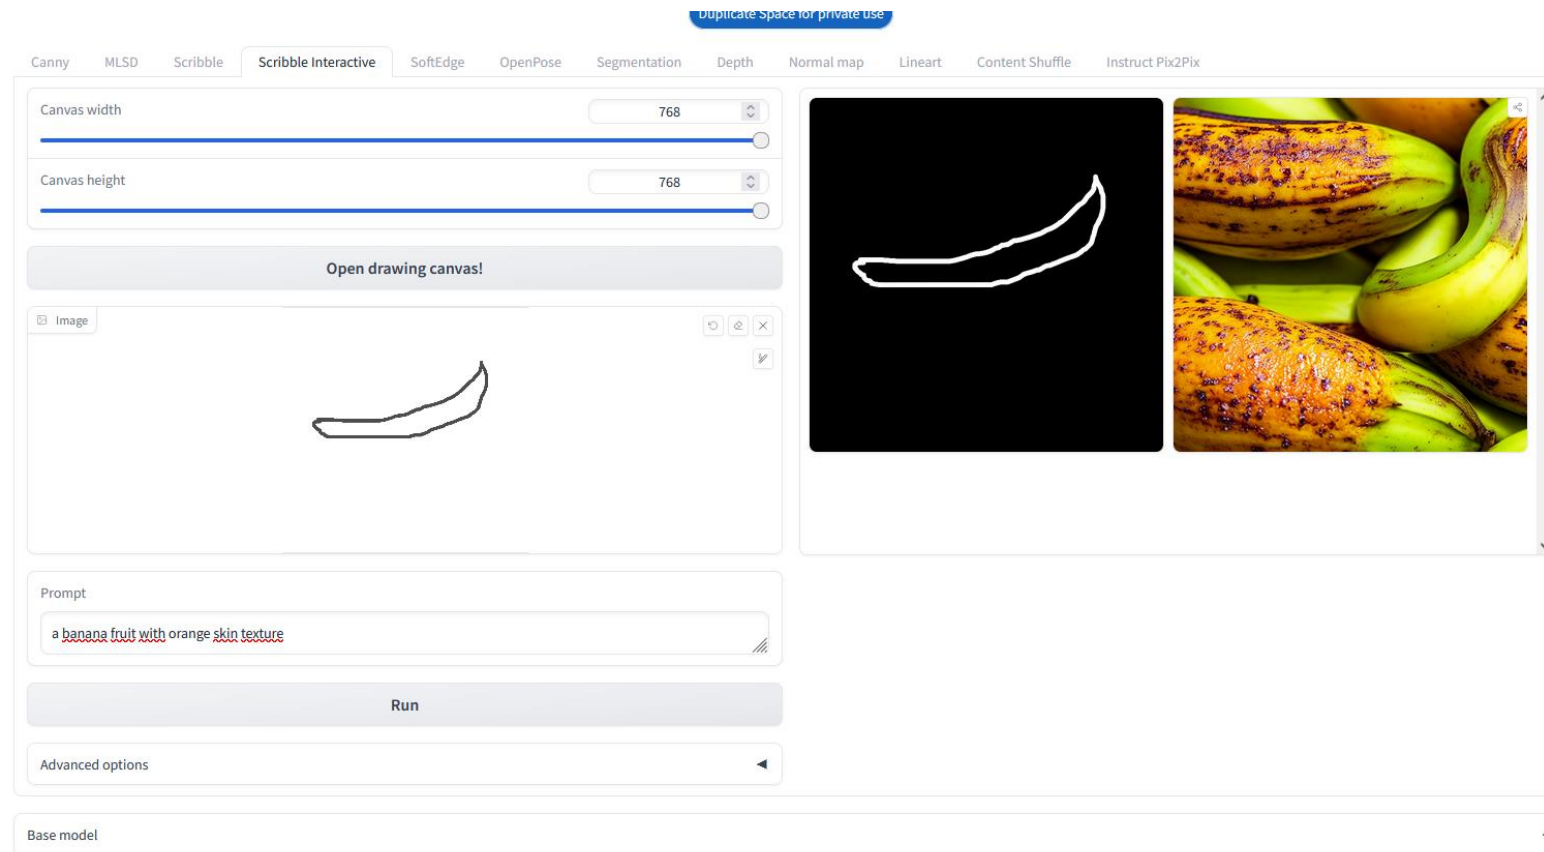 Duplicate Space for private use
Canny MLSD Scribble Scribble Interactive SoftEdge OpenPose Segmentation Depth Normal map Lineart Content Shuffle Instruct Pix2Pix
Canvas width 768
Canvas height 768
Open drawing canvas!
Image
Prompt
a banana fruit with orange skin texture
Run
Advanced options
Base model